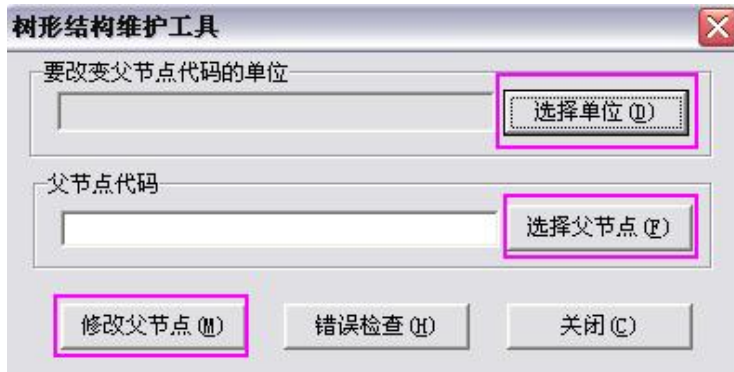 树形结构维护工具
要改变父节点代码的单位
选择单位(D)
父节点代码
选择父节点(F)
修改父节点(M) 错误检查(H) 关闭(C)